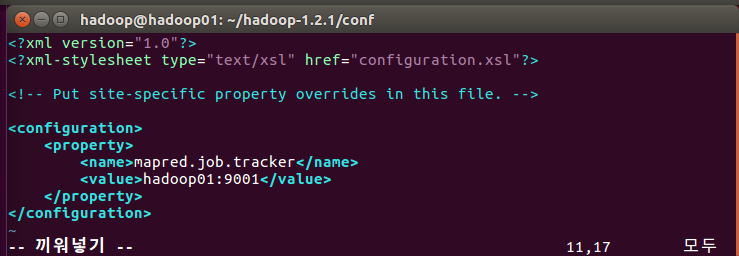 hadoop@hadoop01: ~/hadoop-1.2.1/conf
<?xml version="1.0"?>
<?xml-stylesheet type="text/xsl" href="configuration.xsl"?>
<!-- Put site-specific property overrides in this file. -->
<configuration>
    <property>
        <name>mapred.job.tracker</name>
        <value>hadoop01:9001</value>
    </property>
</configuration>
~
-- 끼워넣기 -- 11,17 모두